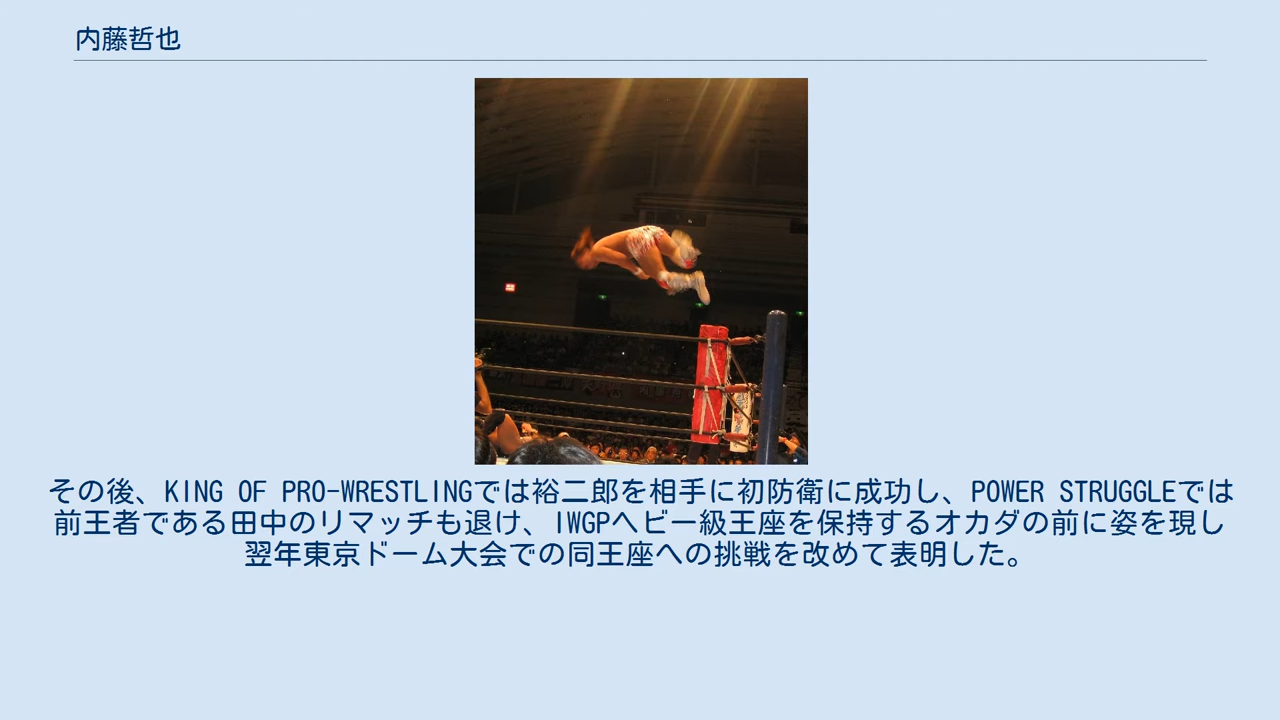 内藤哲也
その後、KING OF PRO-WRESTLINGでは裕二郎を相手に初防衛に成功し、POWER STRUGGLEでは
前王者である田中のリマッチも退け、IWGPヘビー級王座を保持するオカダの前に姿を現し
翌年東京ドーム大会での同王座への挑戦を改めて表明した。